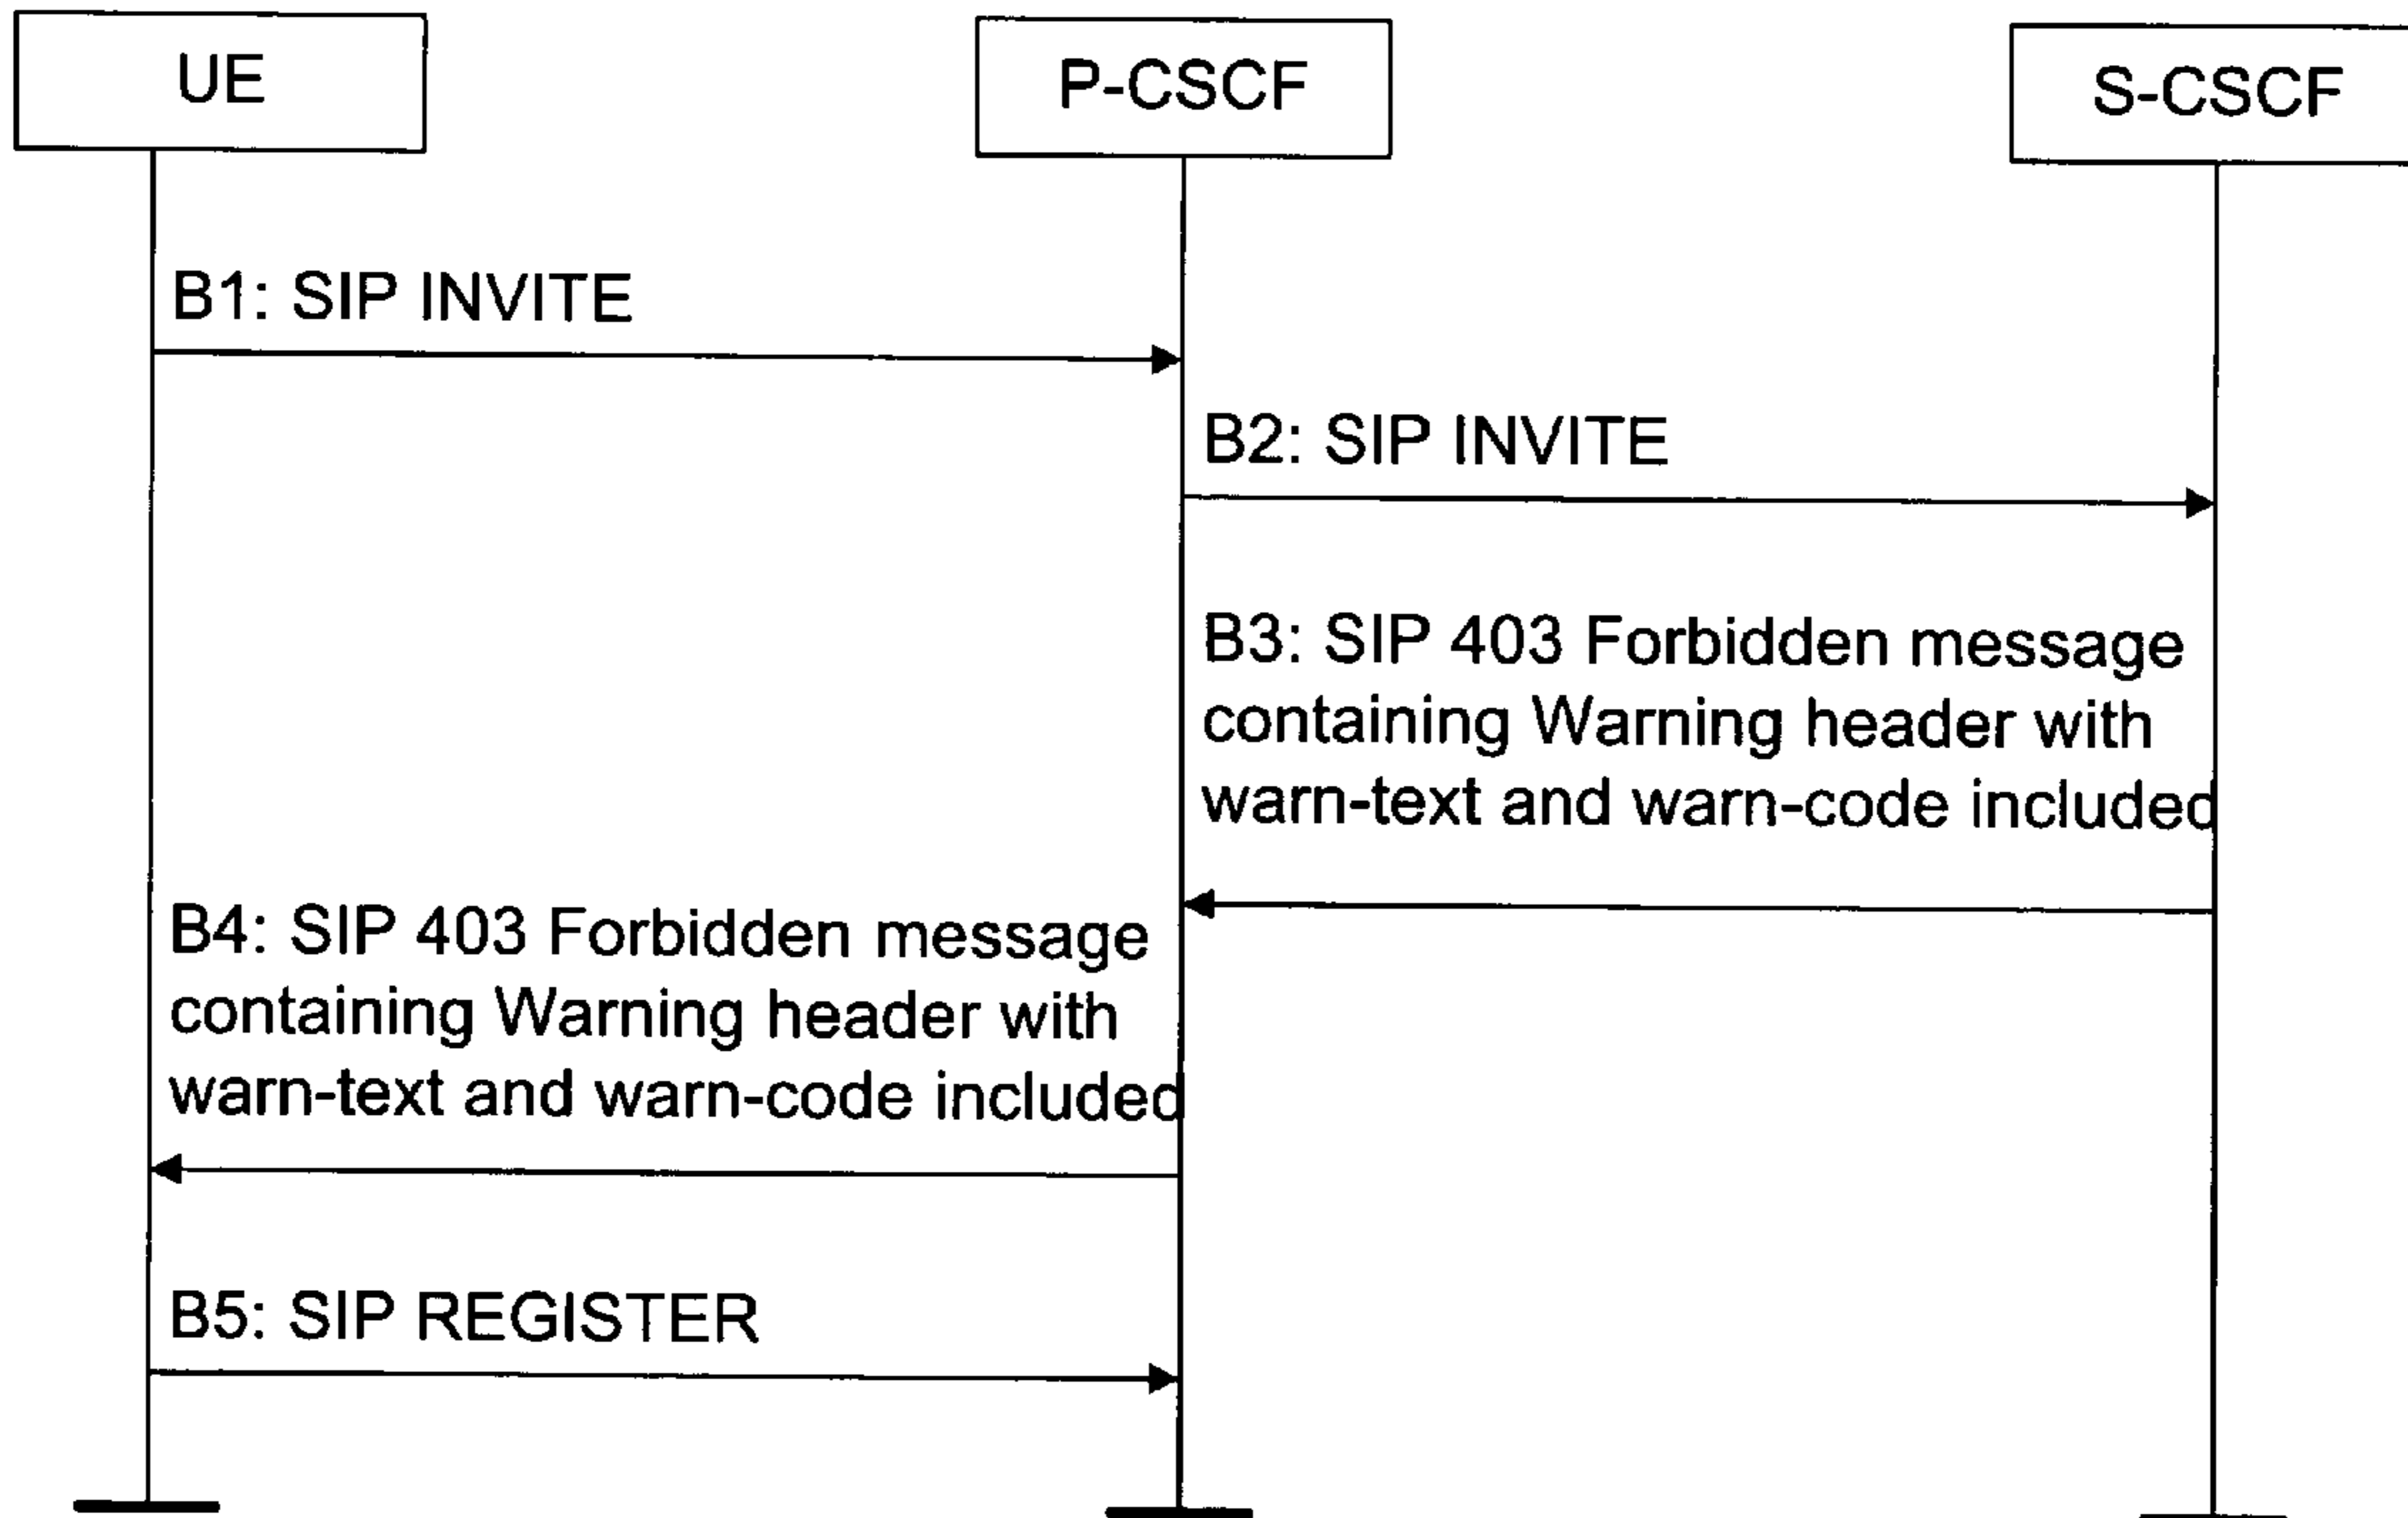 UE
P-CSCF
S-CSCF
B1: SIP INVITE
B2: SIP INVITE
B3: SIP 403 Forbidden message
containing Warning header with
warn-text and warn-code included
B4: SIP 403 Forbidden message
containing Warning header with
warn-text and warn-code included
B5: SIP REGISTER